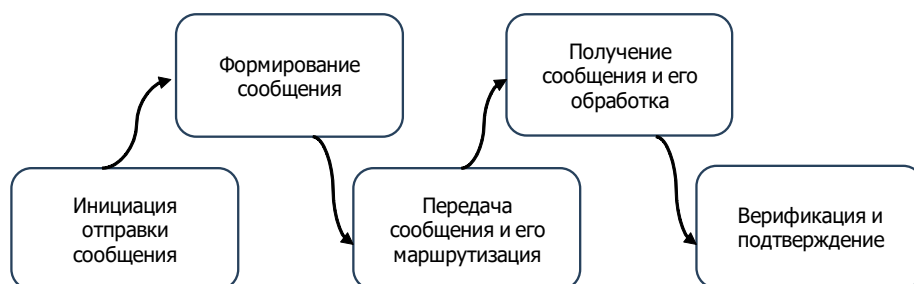 Инициация
отправки
сообщения
Формирование
сообщения
Передача
сообщения и его
маршрутизация
Получение
сообщения и его
обработка
Верификация и
подтверждение